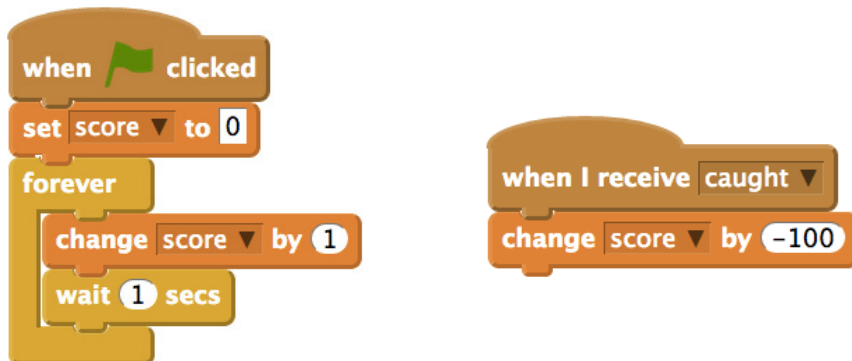 when clicked
set score to 0
forever
change score by 1
wait 1 secs
when I receive caught
change score by -100